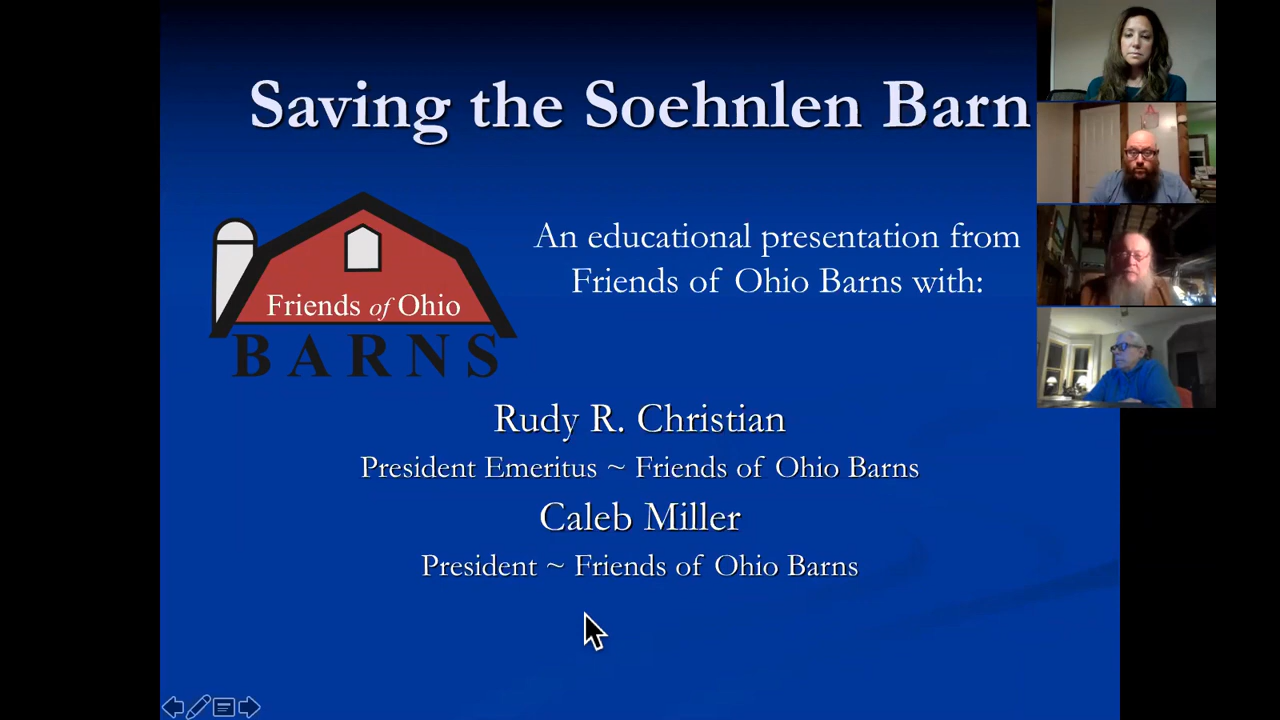 Saving the Soehnlen Barn
An educational presentation from
Friends of Ohio Barns with:
Friends of Ohio
BARNS
Rudy R. Christian
President Emeritus ~ Friends of Ohio Barns
Caleb Miller
President ~ Friends of Ohio Barns